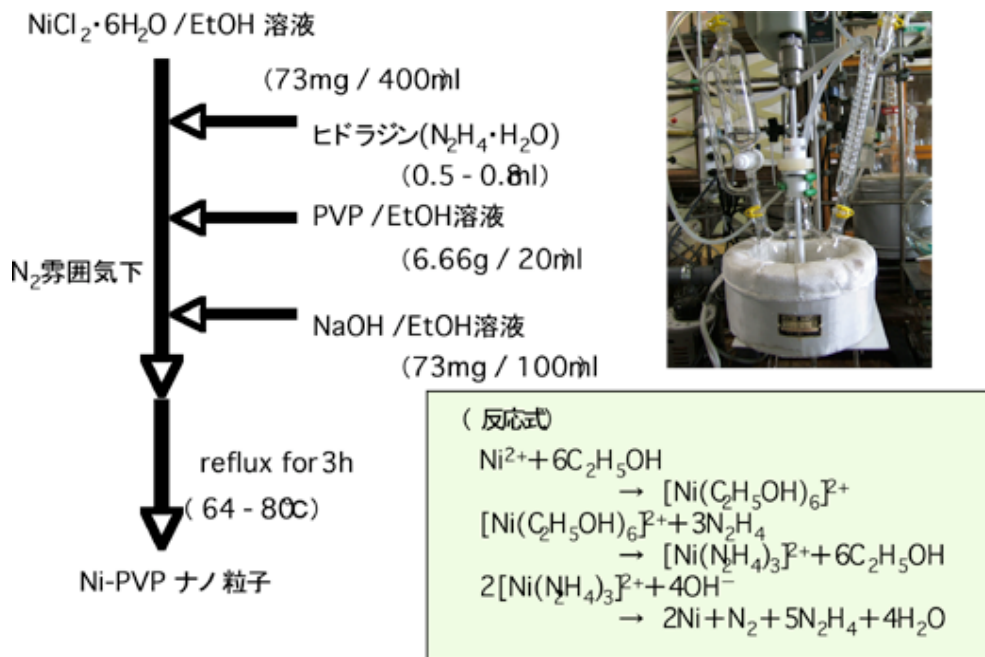 NiCl₂・6H₂O /EtOH 溶液
(73mg / 400ml)
ヒドラジン(N₂H₄・H₂O)
(0.5 - 0.8ml)
PVP /EtOH溶液
(6.66g / 20ml)
N₂雰囲気下
NaOH /EtOH溶液
(73mg / 100ml)
reflux for 3h
( 64 - 80℃)
Ni-PVP ナノ粒子
( 反応式)
Ni²⁺+6C₂H₅OH
→ [Ni(C₂H₅OH)₆]²⁺
[Ni(C₂H₅OH)₆]²⁺+3N₂H₄
→ [Ni(N₂H₄)₃]²⁺+6C₂H₅OH
2[Ni(N₂H₄)₃]²⁺+4OH⁻
→ 2Ni+N₂+5N₂H₄+4H₂O